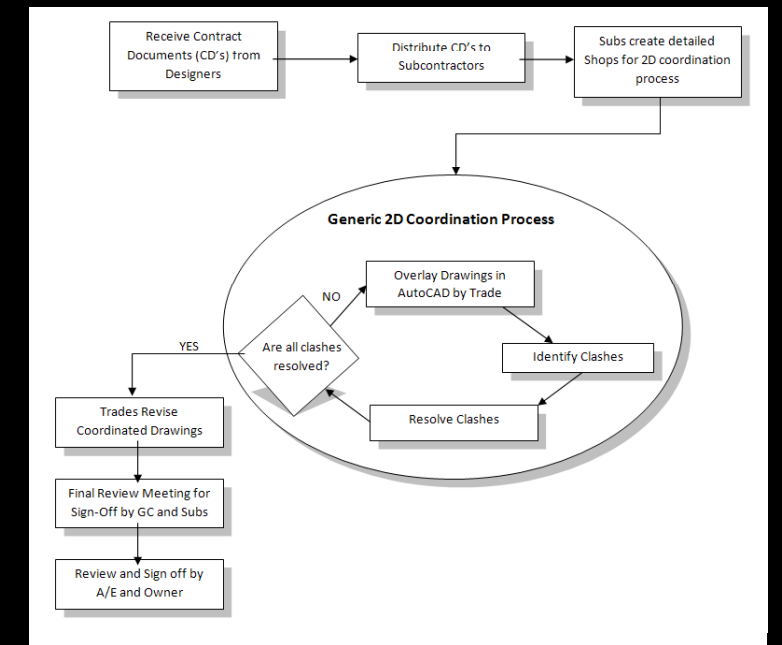 Receive Contract
Documents (CD's) from
Designers
Distribute CD's to
Subcontractors
Subs create detailed
Shops for 2D coordination
process
Generic 2D Coordination Process
Overlay Drawings in
AutoCAD by Trade
NO
Identify Clashes
Are all clashes
resolved?
YES
Resolve Clashes
Trades Revise
Coordinated Drawings
Final Review Meeting for
Sign-Off by GC and Subs
Review and Sign off by
A/E and Owner